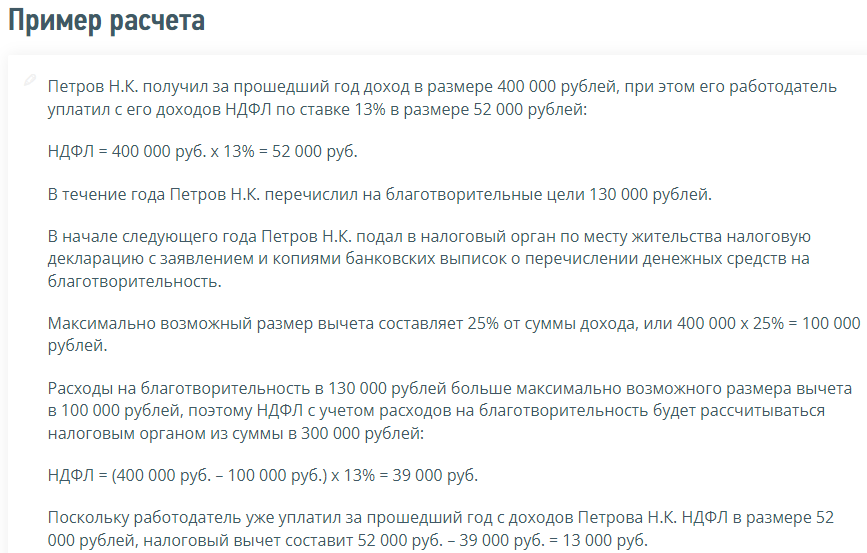 Пример расчета
Петров Н.К. получил за прошедший год доход в размере 400 000 рублей, при этом его работодатель
уплатил с его доходов НДФЛ по ставке 13% в размере 52 000 рублей:
НДФЛ = 400 000 руб. х 13% = 52 000 руб.
В течение года Петров Н.К. перечислил на благотворительные цели 130 000 рублей.
В начале следующего года Петров Н.К. подал в налоговый орган по месту жительства налоговую
декларацию с заявлением и копиями банковских выписок о перечислении денежных средств на
благотворительность.
Максимально возможный размер вычета составляет 25% от суммы дохода, или 400 000 х 25% = 100 000
рублей.
Расходы на благотворительность в 130 000 рублей больше максимально возможного размера вычета
в 100 000 рублей, поэтому НДФЛ с учетом расходов на благотворительность будет рассчитываться
налоговым органом из суммы в 300 000 рублей:
НДФЛ = (400 000 руб. – 100 000 руб.) х 13% = 39 000 руб.
Поскольку работодатель уже уплатил за прошедший год с доходов Петрова Н.К. НДФЛ в размере 52
000 рублей, налоговый вычет составит 52 000 руб. – 39 000 руб. = 13 000 руб.